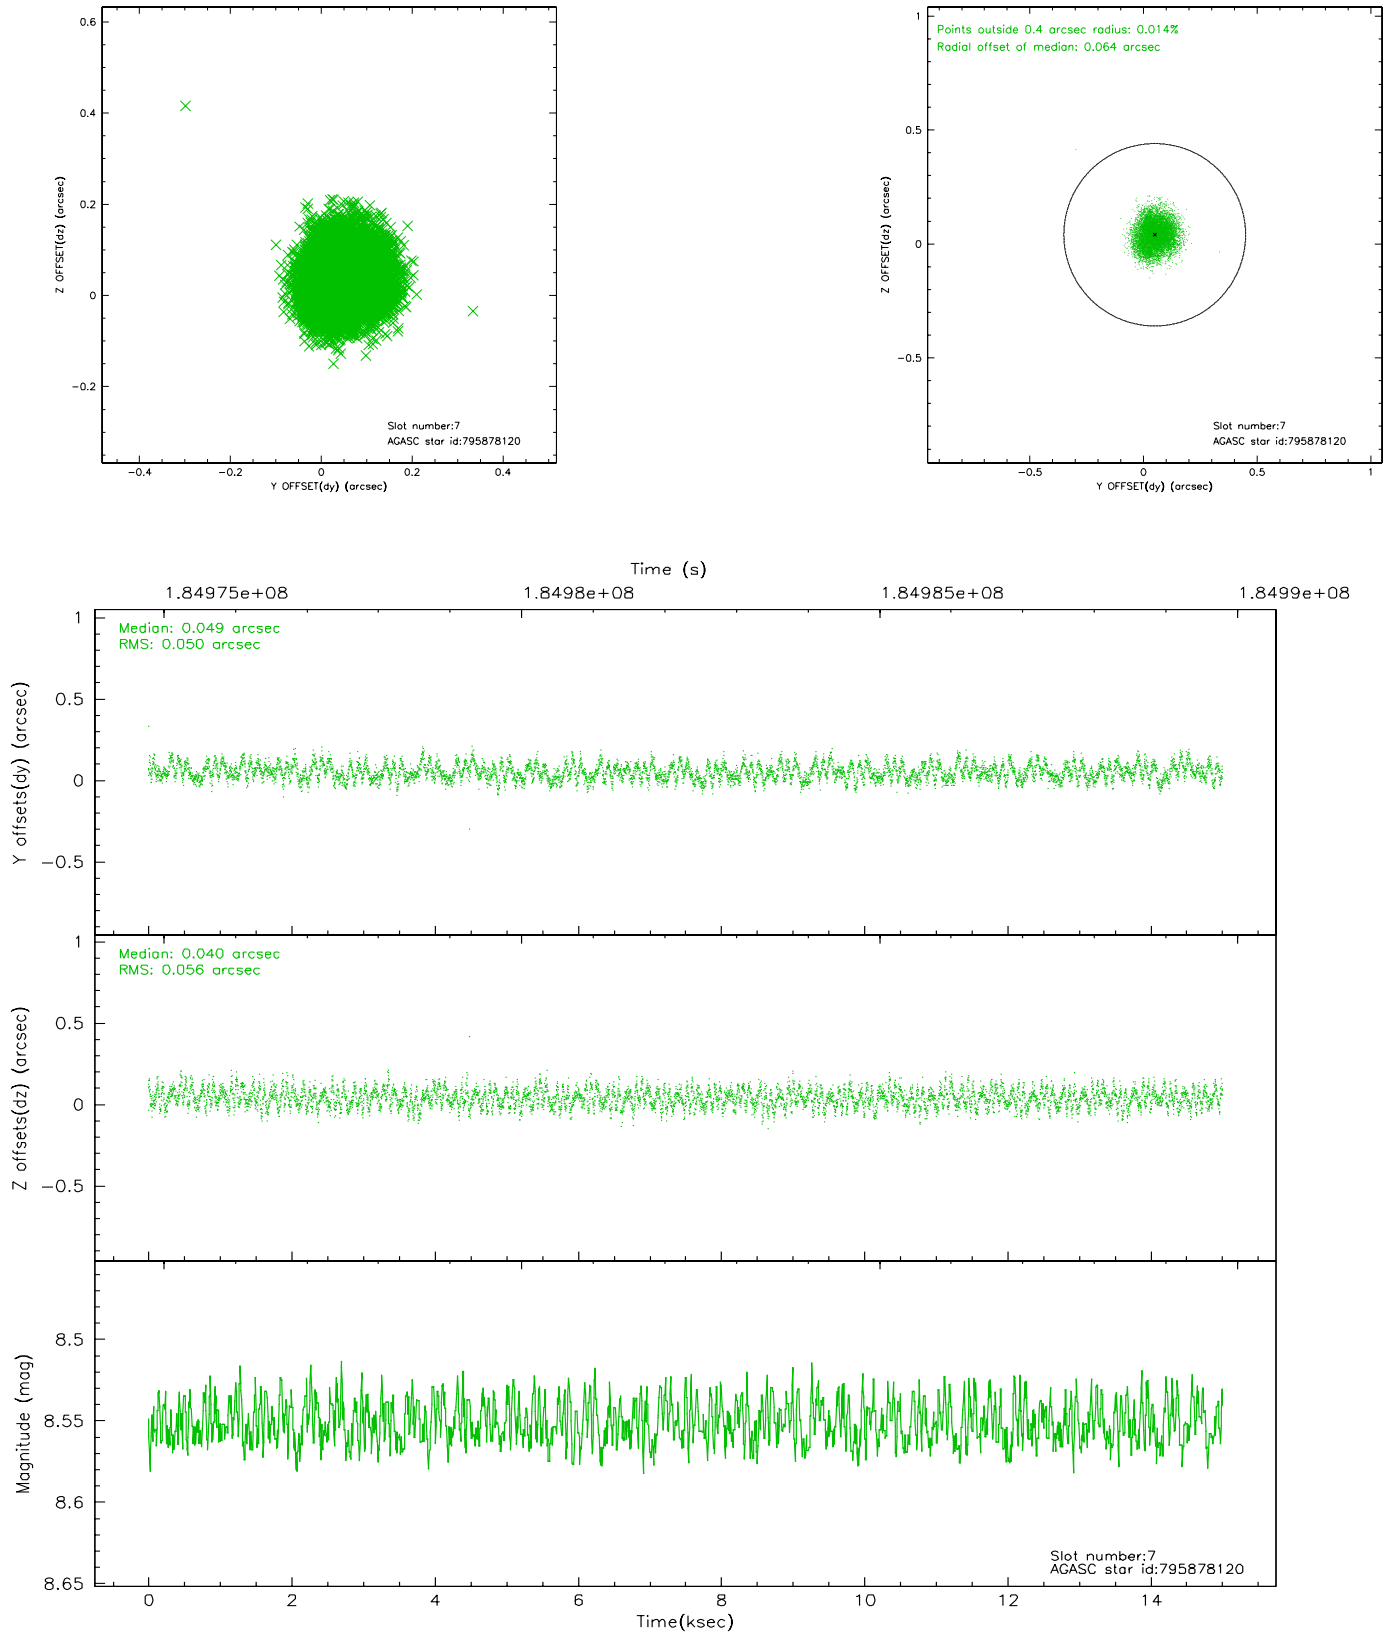 0.6
0.4
0.2
0
−0.2
Z OFFSET(dz) (arcsec)
−0.4 −0.2 0 0.2 0.4
Y OFFSET(dy) (arcsec)
Slot number:7
AGASC star id:795878120
Points outside 0.4 arcsec radius: 0.014%
Radial offset of median: 0.064 arcsec
1
0.5
0
−0.5
Z OFFSET(dz) (arcsec)
−0.5 0 0.5 1
Y OFFSET(dy) (arcsec)
Slot number:7
AGASC star id:795878120
Time (s)
1.84975e+08 1.8498e+08 1.84985e+08 1.8499e+08
Median: 0.049 arcsec
RMS: 0.050 arcsec
1
0.5
0
−0.5
Y offsets(dy) (arcsec)
Median: 0.040 arcsec
RMS: 0.056 arcsec
1
0.5
0
−0.5
Z offsets(dz) (arcsec)
8.5
8.55
8.6
8.65
Magnitude (mag)
Slot number:7
AGASC star id:795878120
0 2 4 6 8 10 12 14
Time(ksec)